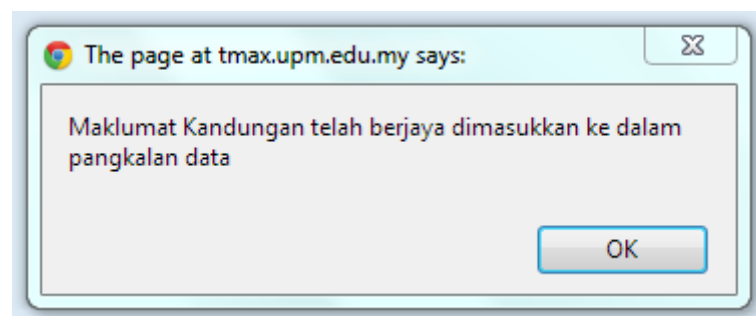 The page at tmax.upm.edu.my says:
Maklumat Kandungan telah berjaya dimasukkan ke dalam
pangkalan data
OK